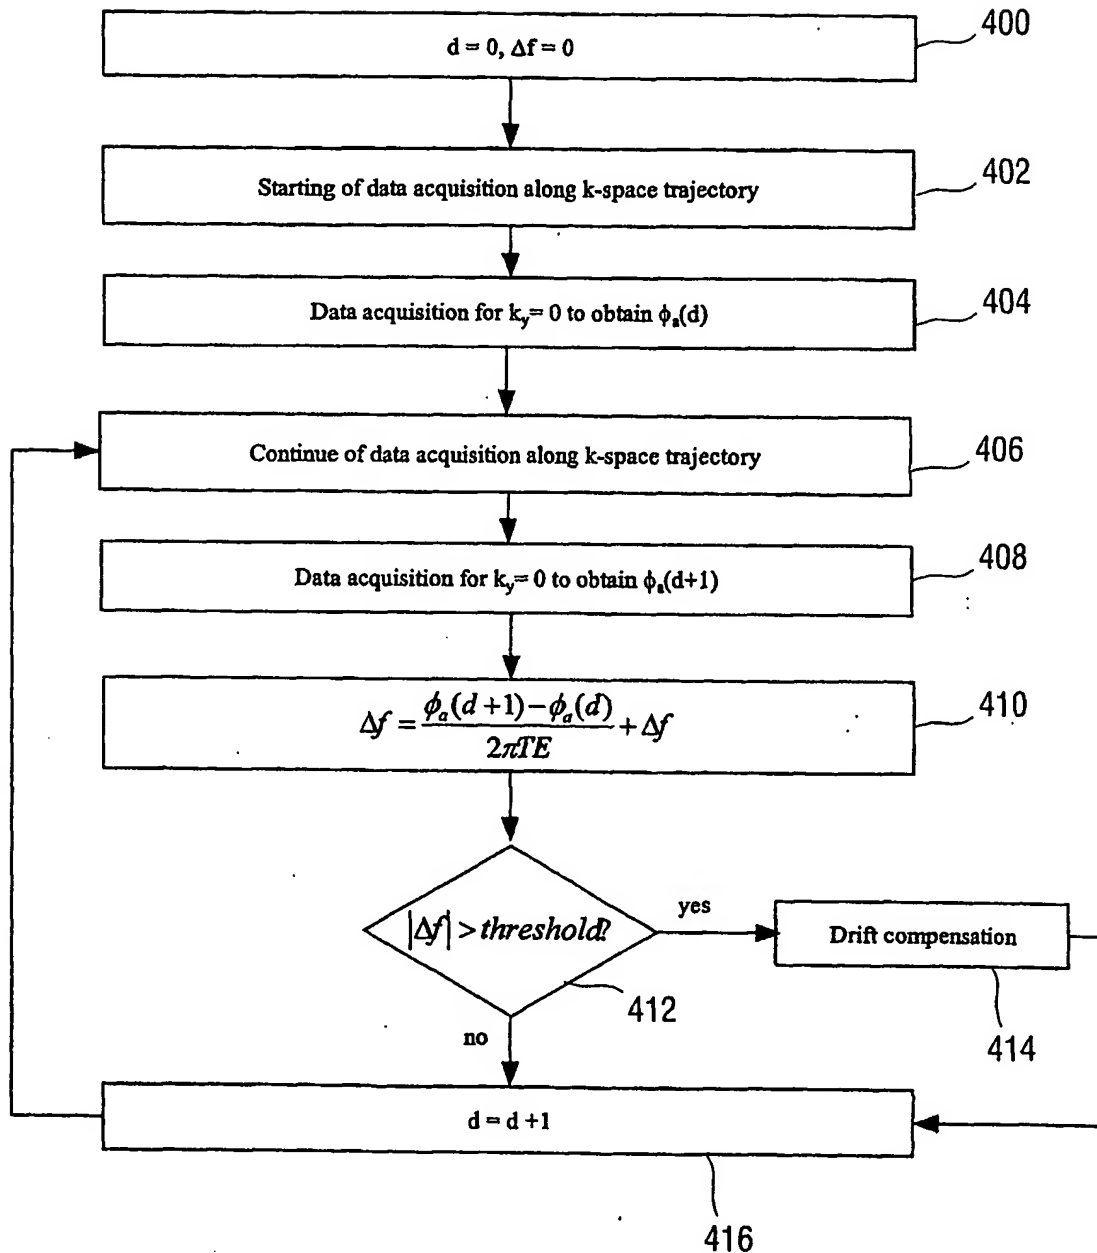 d = 0, Δf = 0
400
Starting of data acquisition along k-space trajectory
402
Data acquisition for k_y= 0 to obtain ϕ_a(d)
404
Continue of data acquisition along k-space trajectory
406
Data acquisition for k_y= 0 to obtain ϕ_a(d+1)
408
Δf = (ϕ_a(d+1)−ϕ_a(d))/(2πTE) + Δf
410
|Δf| > threshold?
412
yes
Drift compensation
414
no
d = d +1
416